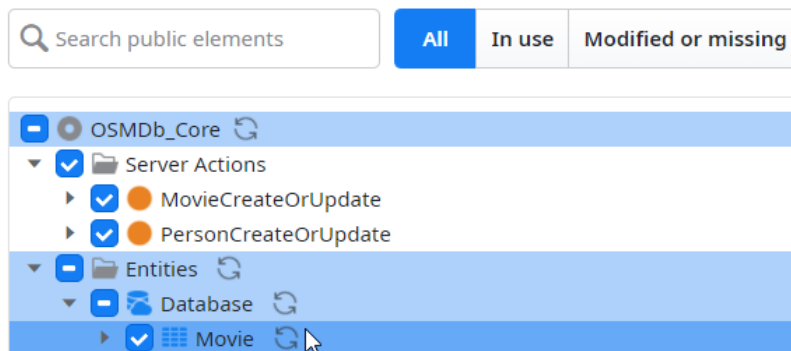 Search public elements
All In use Modified or missing
OSMDb_Core
Server Actions
MovieCreateOrUpdate
PersonCreateOrUpdate
Entities
Database
Movie